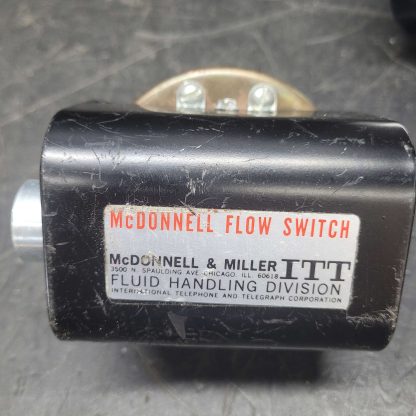 McDONNELL FLOW SWITCH
McDONNELL & MILLER ITT
3500 N. SPAULDING AVE. CHICAGO, ILL. 60618
FLUID HANDLING DIVISION
INTERNATIONAL TELEPHONE AND TELEGRAPH CORPORATION